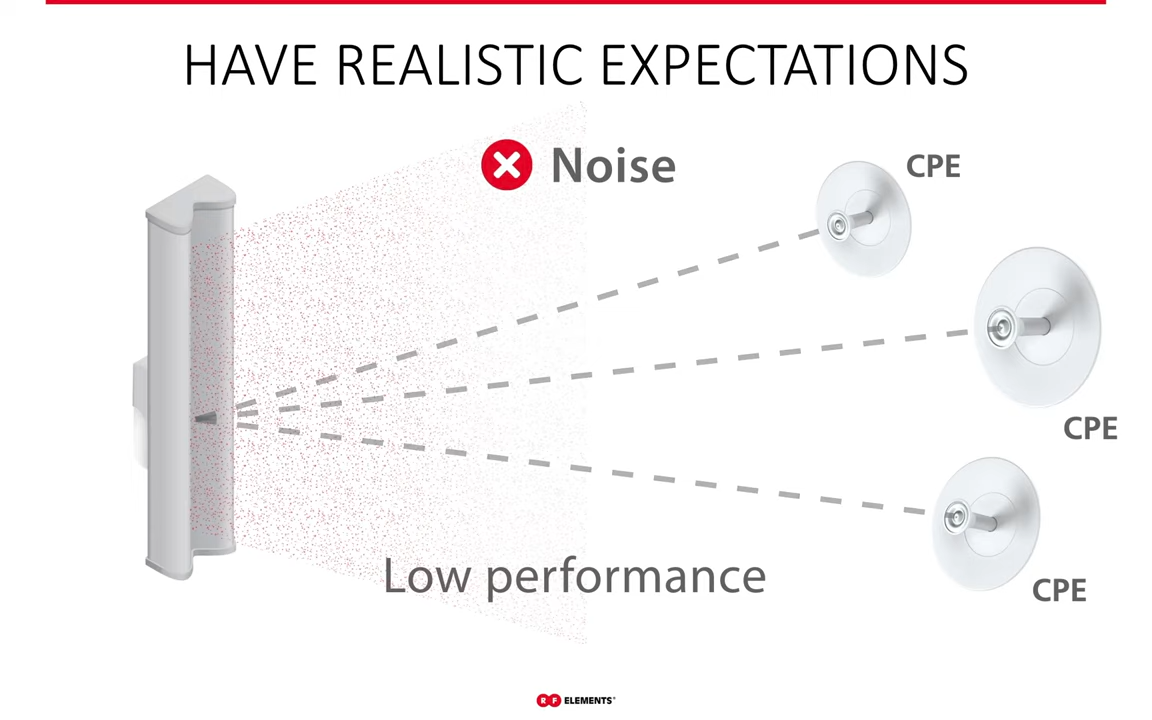 HAVE REALISTIC EXPECTATIONS
Noise
CPE
CPE
Low performance
CPE
RF ELEMENTS®